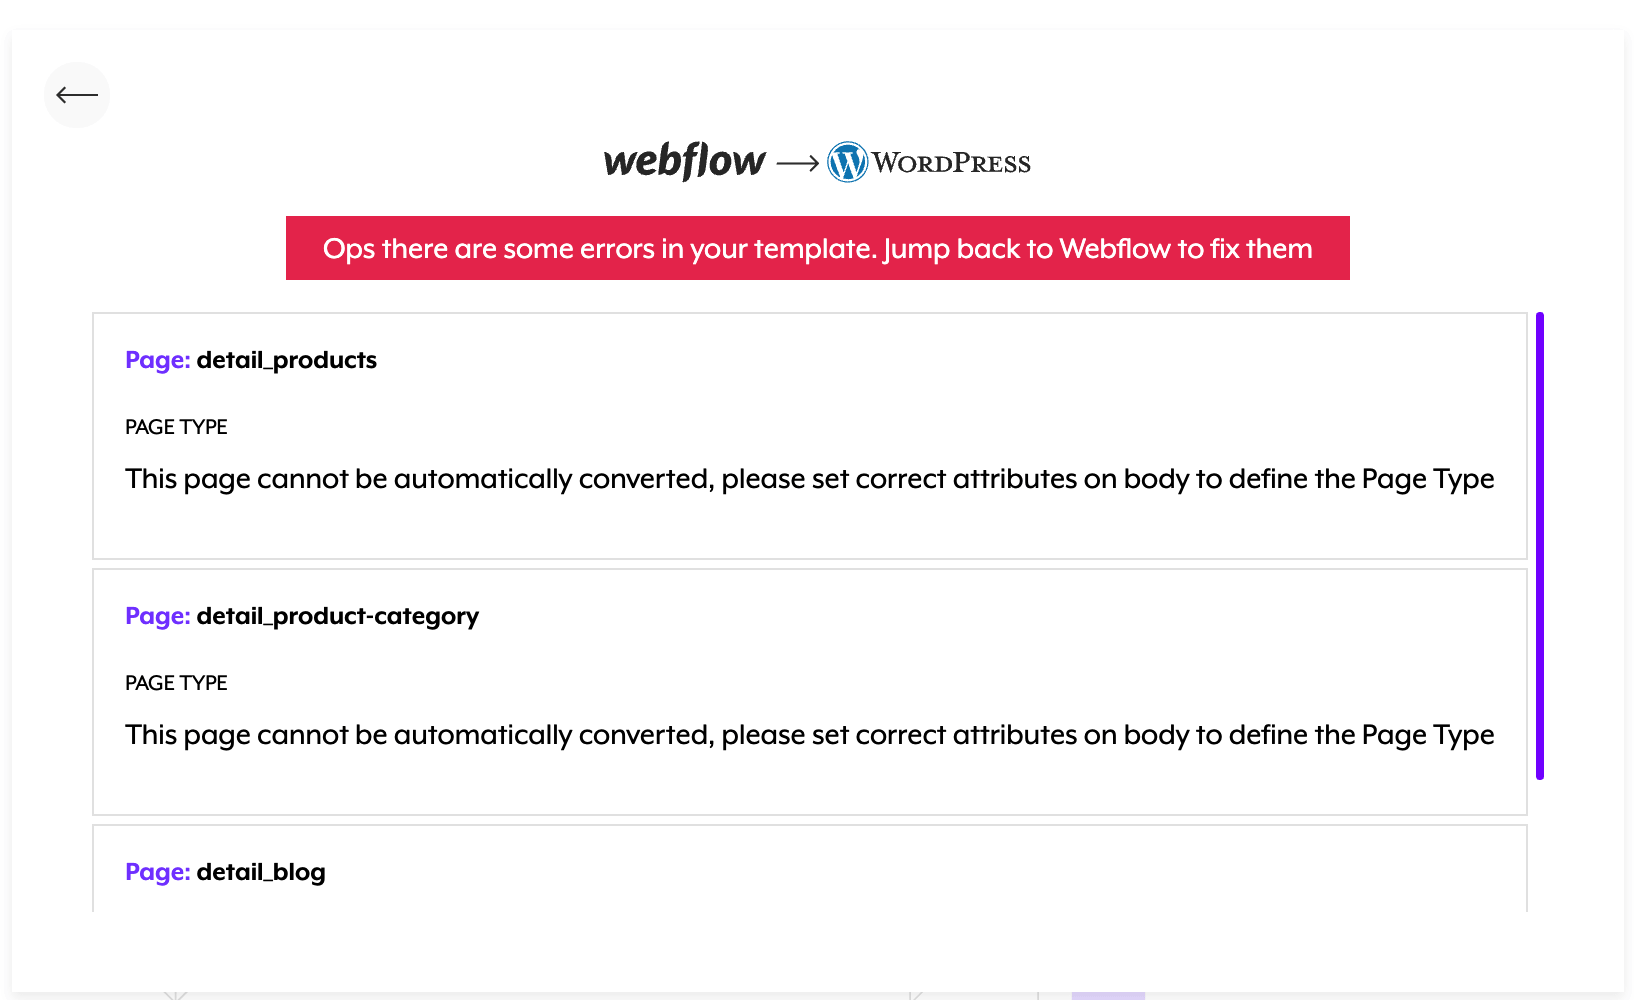 webflow → WORDPRESS
Ops there are some errors in your template. Jump back to Webflow to fix them
Page: detail_products
PAGE TYPE
This page cannot be automatically converted, please set correct attributes on body to define the Page Type
Page: detail_product-category
PAGE TYPE
This page cannot be automatically converted, please set correct attributes on body to define the Page Type
Page: detail_blog